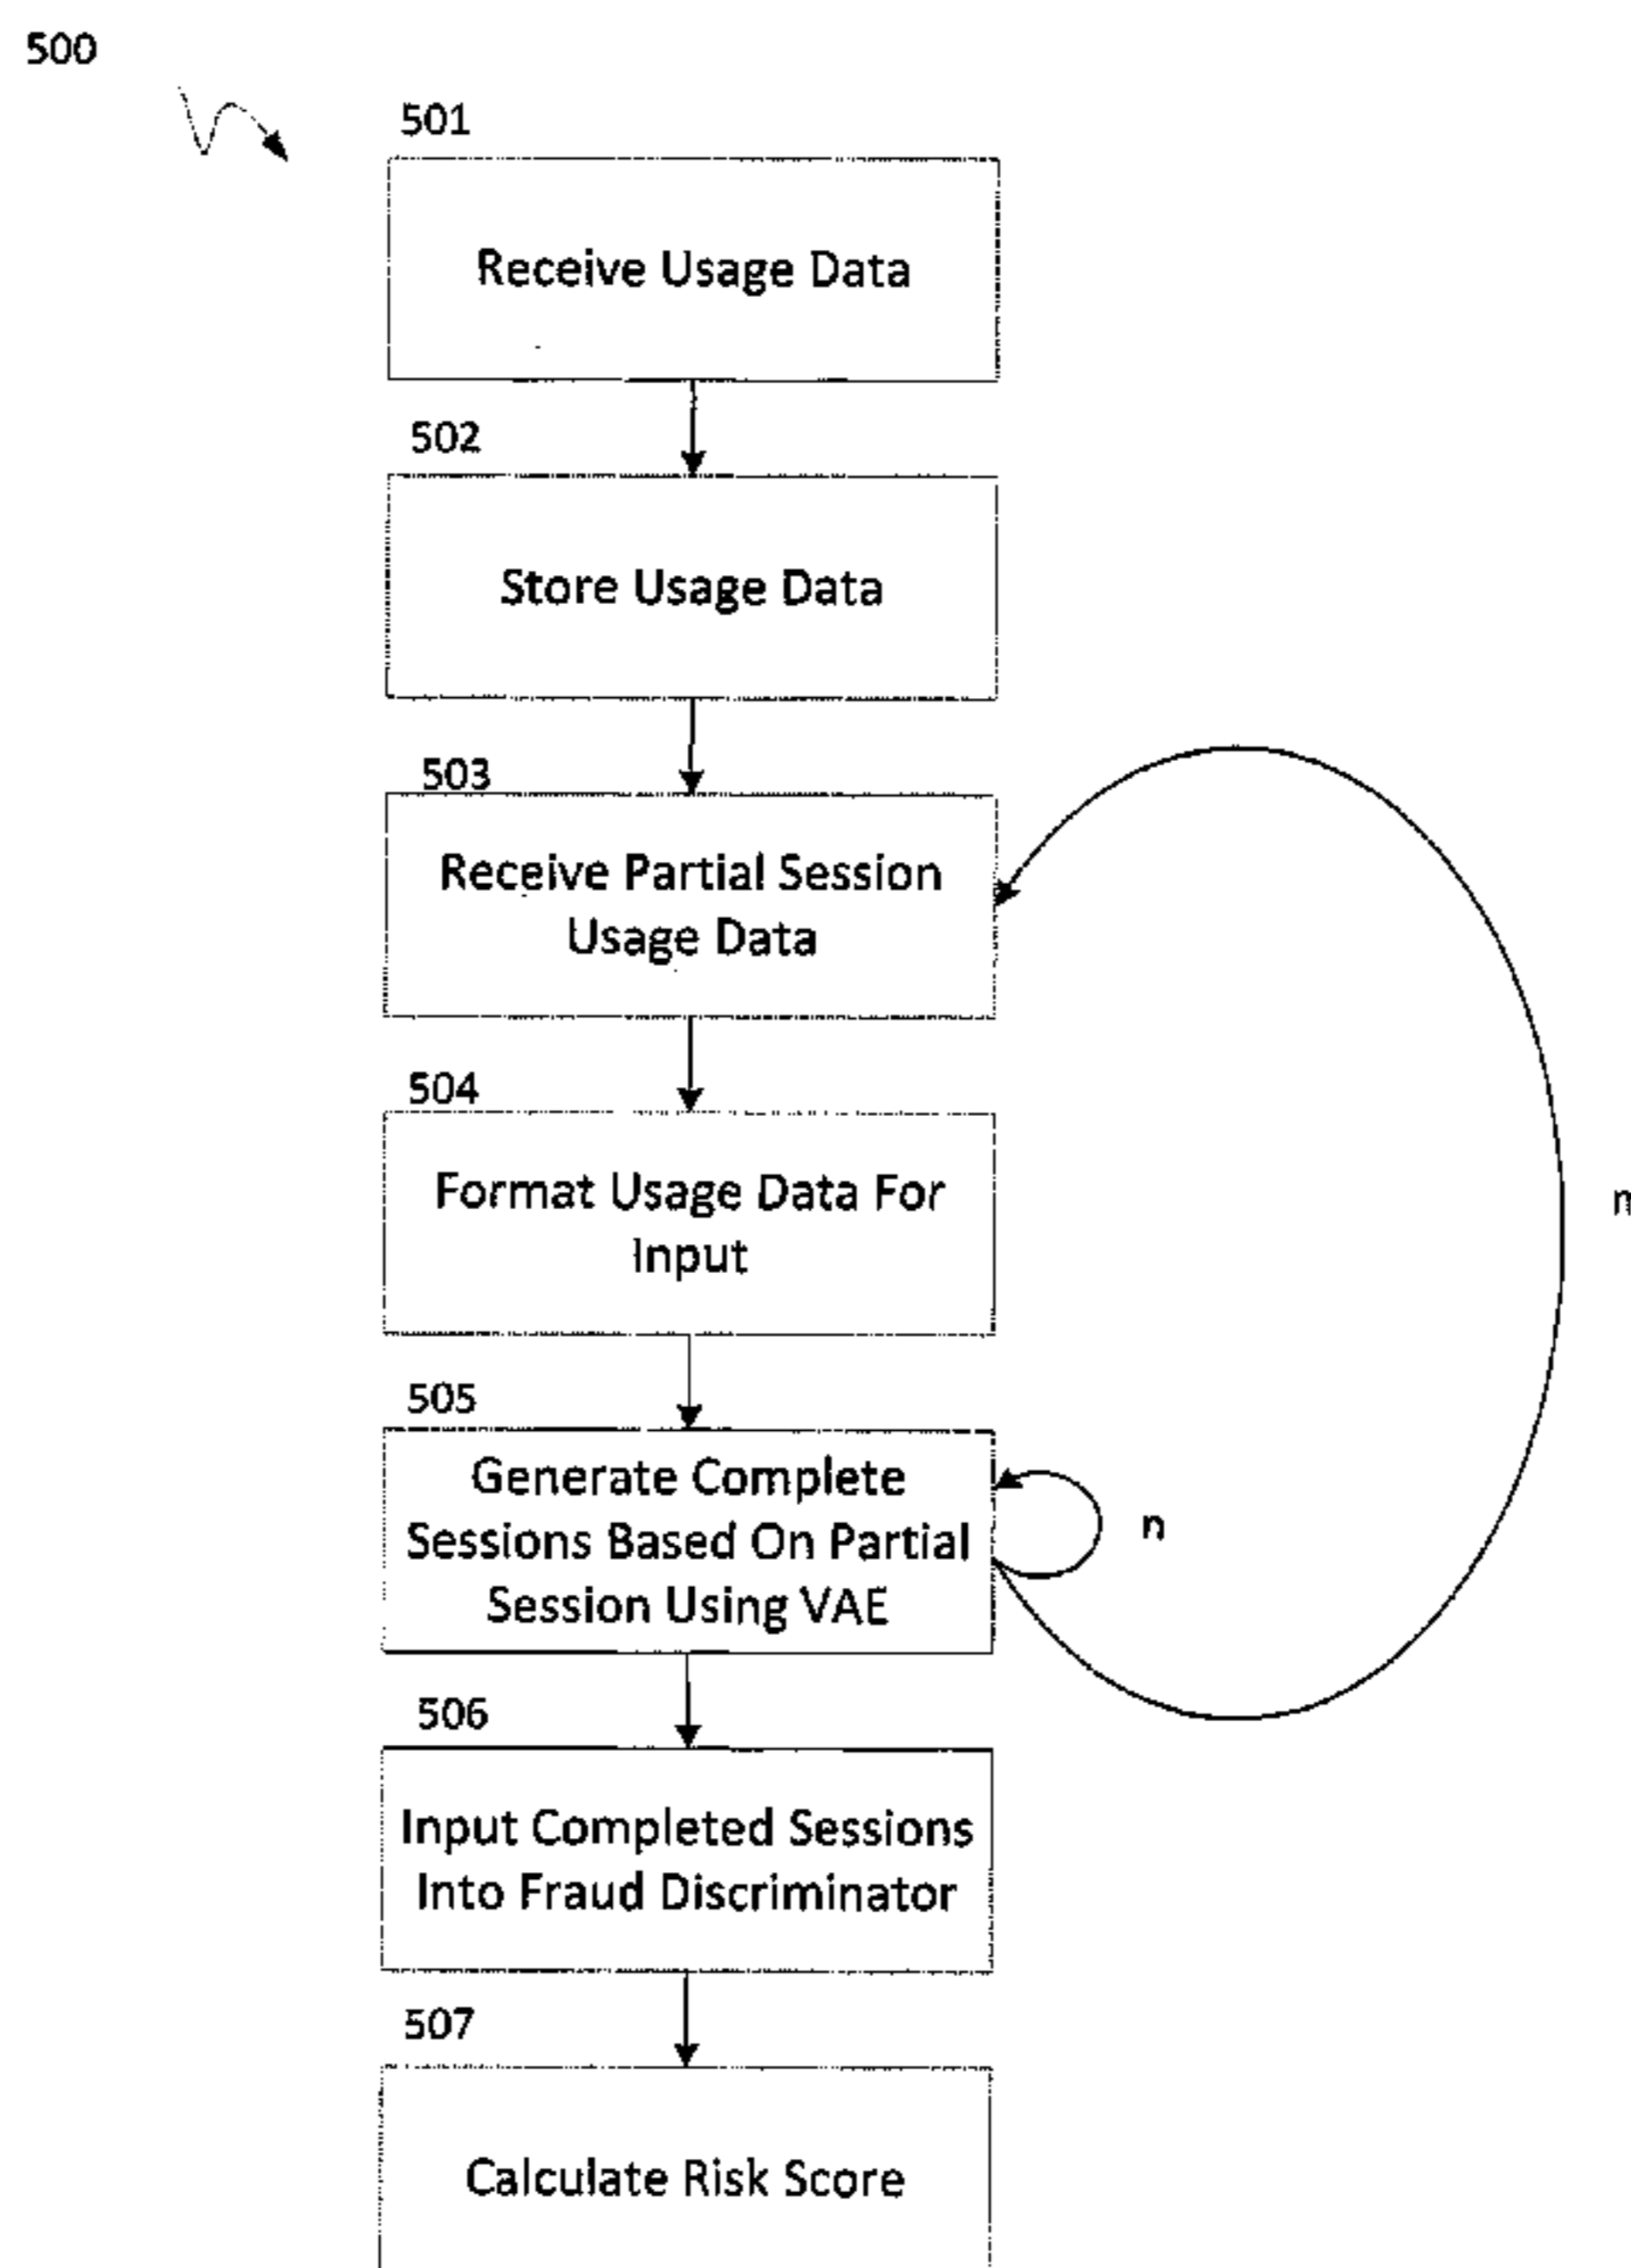 500
501
Receive Usage Data
502
Store Usage Data
503
Receive Partial Session
Usage Data
504
Format Usage Data For
Input
505
Generate Complete
Sessions Based On Partial
Session Using VAE
n
506
Input Completed Sessions
Into Fraud Discriminator
507
Calculate Risk Score